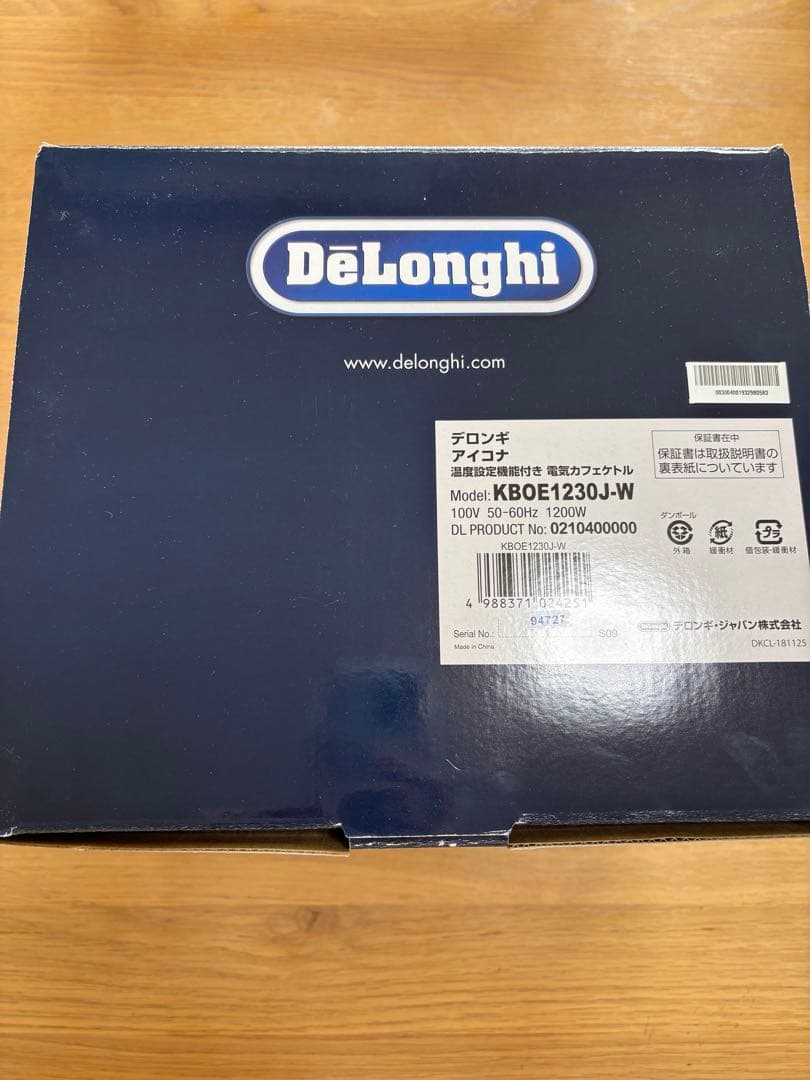 DēLonghi
www.delonghi.com
デロンギ
アイコナ
温度設定機能付き 電気カフェケトル
Model: KBOE1230J-W
100V 50-60Hz 1200W
DL PRODUCT No: 0210400000
KBOE1230J-W
4 988371 024251
94727
Serial No.:
S09
Made in China
保証書在中
保証書は取扱説明書の
裏表紙についています
ダンボール
外箱
紙
緩衝材
プラ
個包装・緩衝材
デロンギ・ジャパン株式会社
DKCL-181125